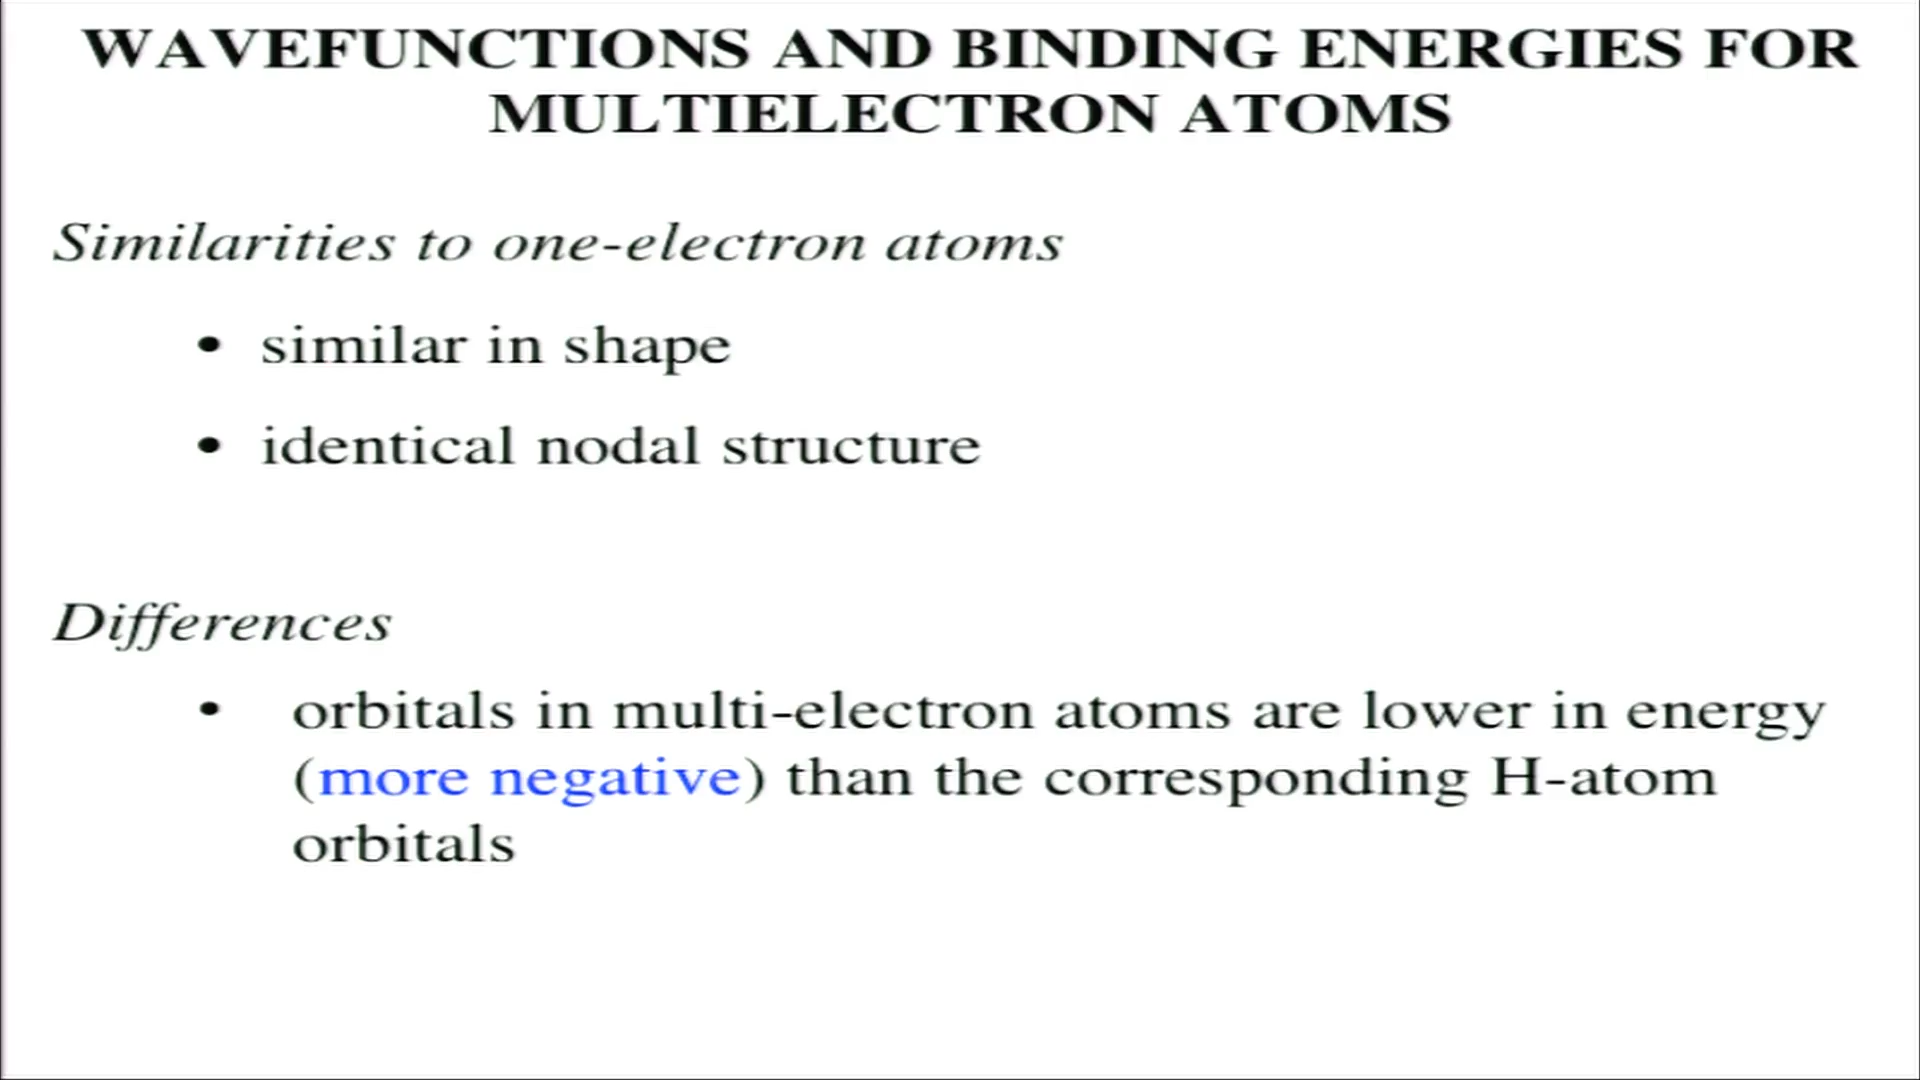 WAVEFUNCTIONS AND BINDING ENERGIES FOR
MULTIELECTRON ATOMS
Similarities to one-electron atoms
• similar in shape
• identical nodal structure
Differences
• orbitals in multi-electron atoms are lower in energy
(more negative) than the corresponding H-atom
orbitals